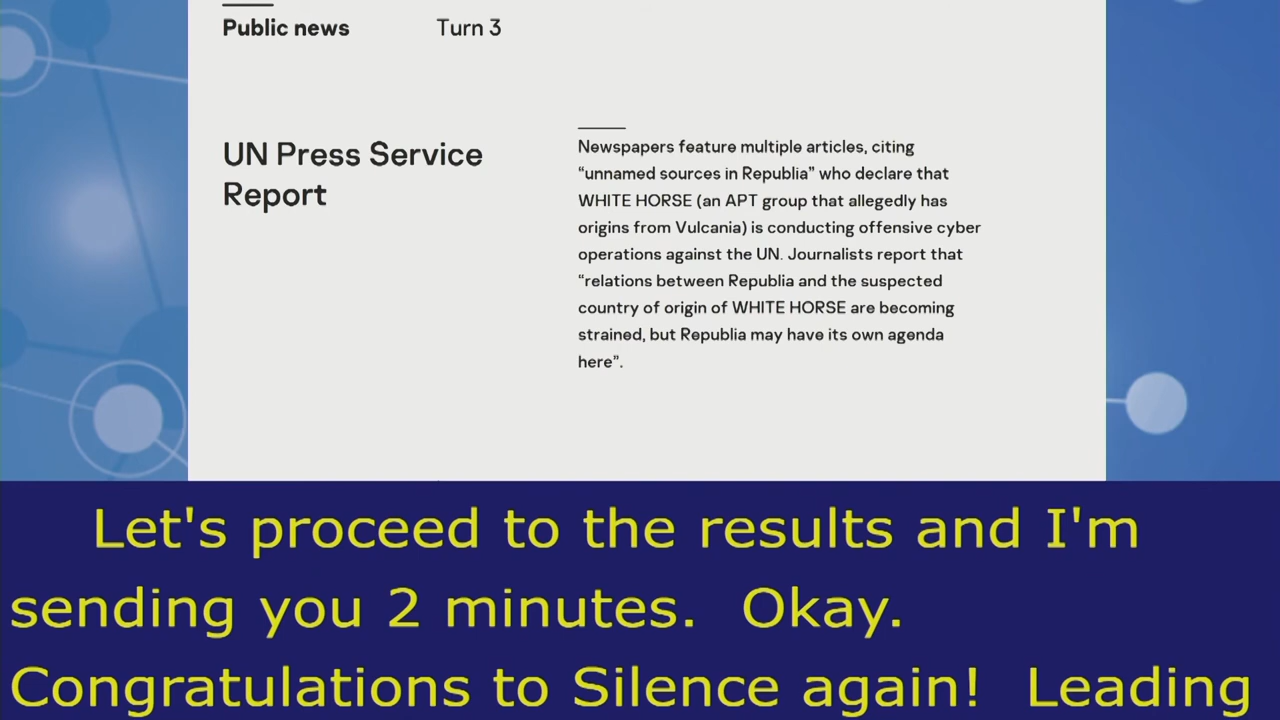 Public news Turn 3
UN Press Service
Report
Newspapers feature multiple articles, citing
“unnamed sources in Republia” who declare that
WHITE HORSE (an APT group that allegedly has
origins from Vulcania) is conducting offensive cyber
operations against the UN. Journalists report that
“relations between Republia and the suspected
country of origin of WHITE HORSE are becoming
strained, but Republia may have its own agenda
here”.
Let's proceed to the results and I'm
sending you 2 minutes. Okay.
Congratulations to Silence again! Leading